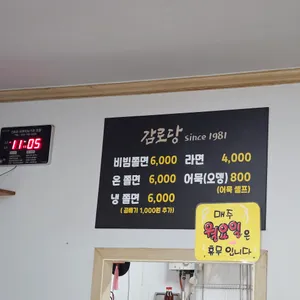 11:05
감로당 since 1981
비빔쫄면 6,000 라면 4,000
온 쫄면 6,000 어묵(오뎅) 800
(어묵 셀프)
냉 쫄면 6,000
(곱빼기 1,000원 추가)
매주
월요일은
휴무 입니다